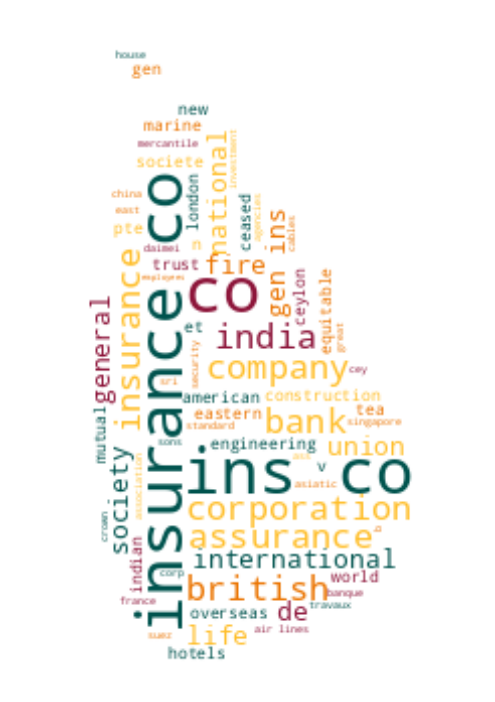 house
gen
new
marine
mercantile
societe
national
investment
china
east
pte
london
n
ceased
agencies
gen ins
cables
daimei
trust
fire
employees
insurance co
co
ceylon
equitable
great
general
insurance
et
india
security
sri
company
cey
american
construction
eastern
bank
tea
singapore
standard
mutual
society
association
sons
engineering
union
ass
v
ins co
asiatic
crown
corporation
assurance
indian
international
corp
world
british
banque
france
overseas
de
travaux
suez
life
air lines
hotels